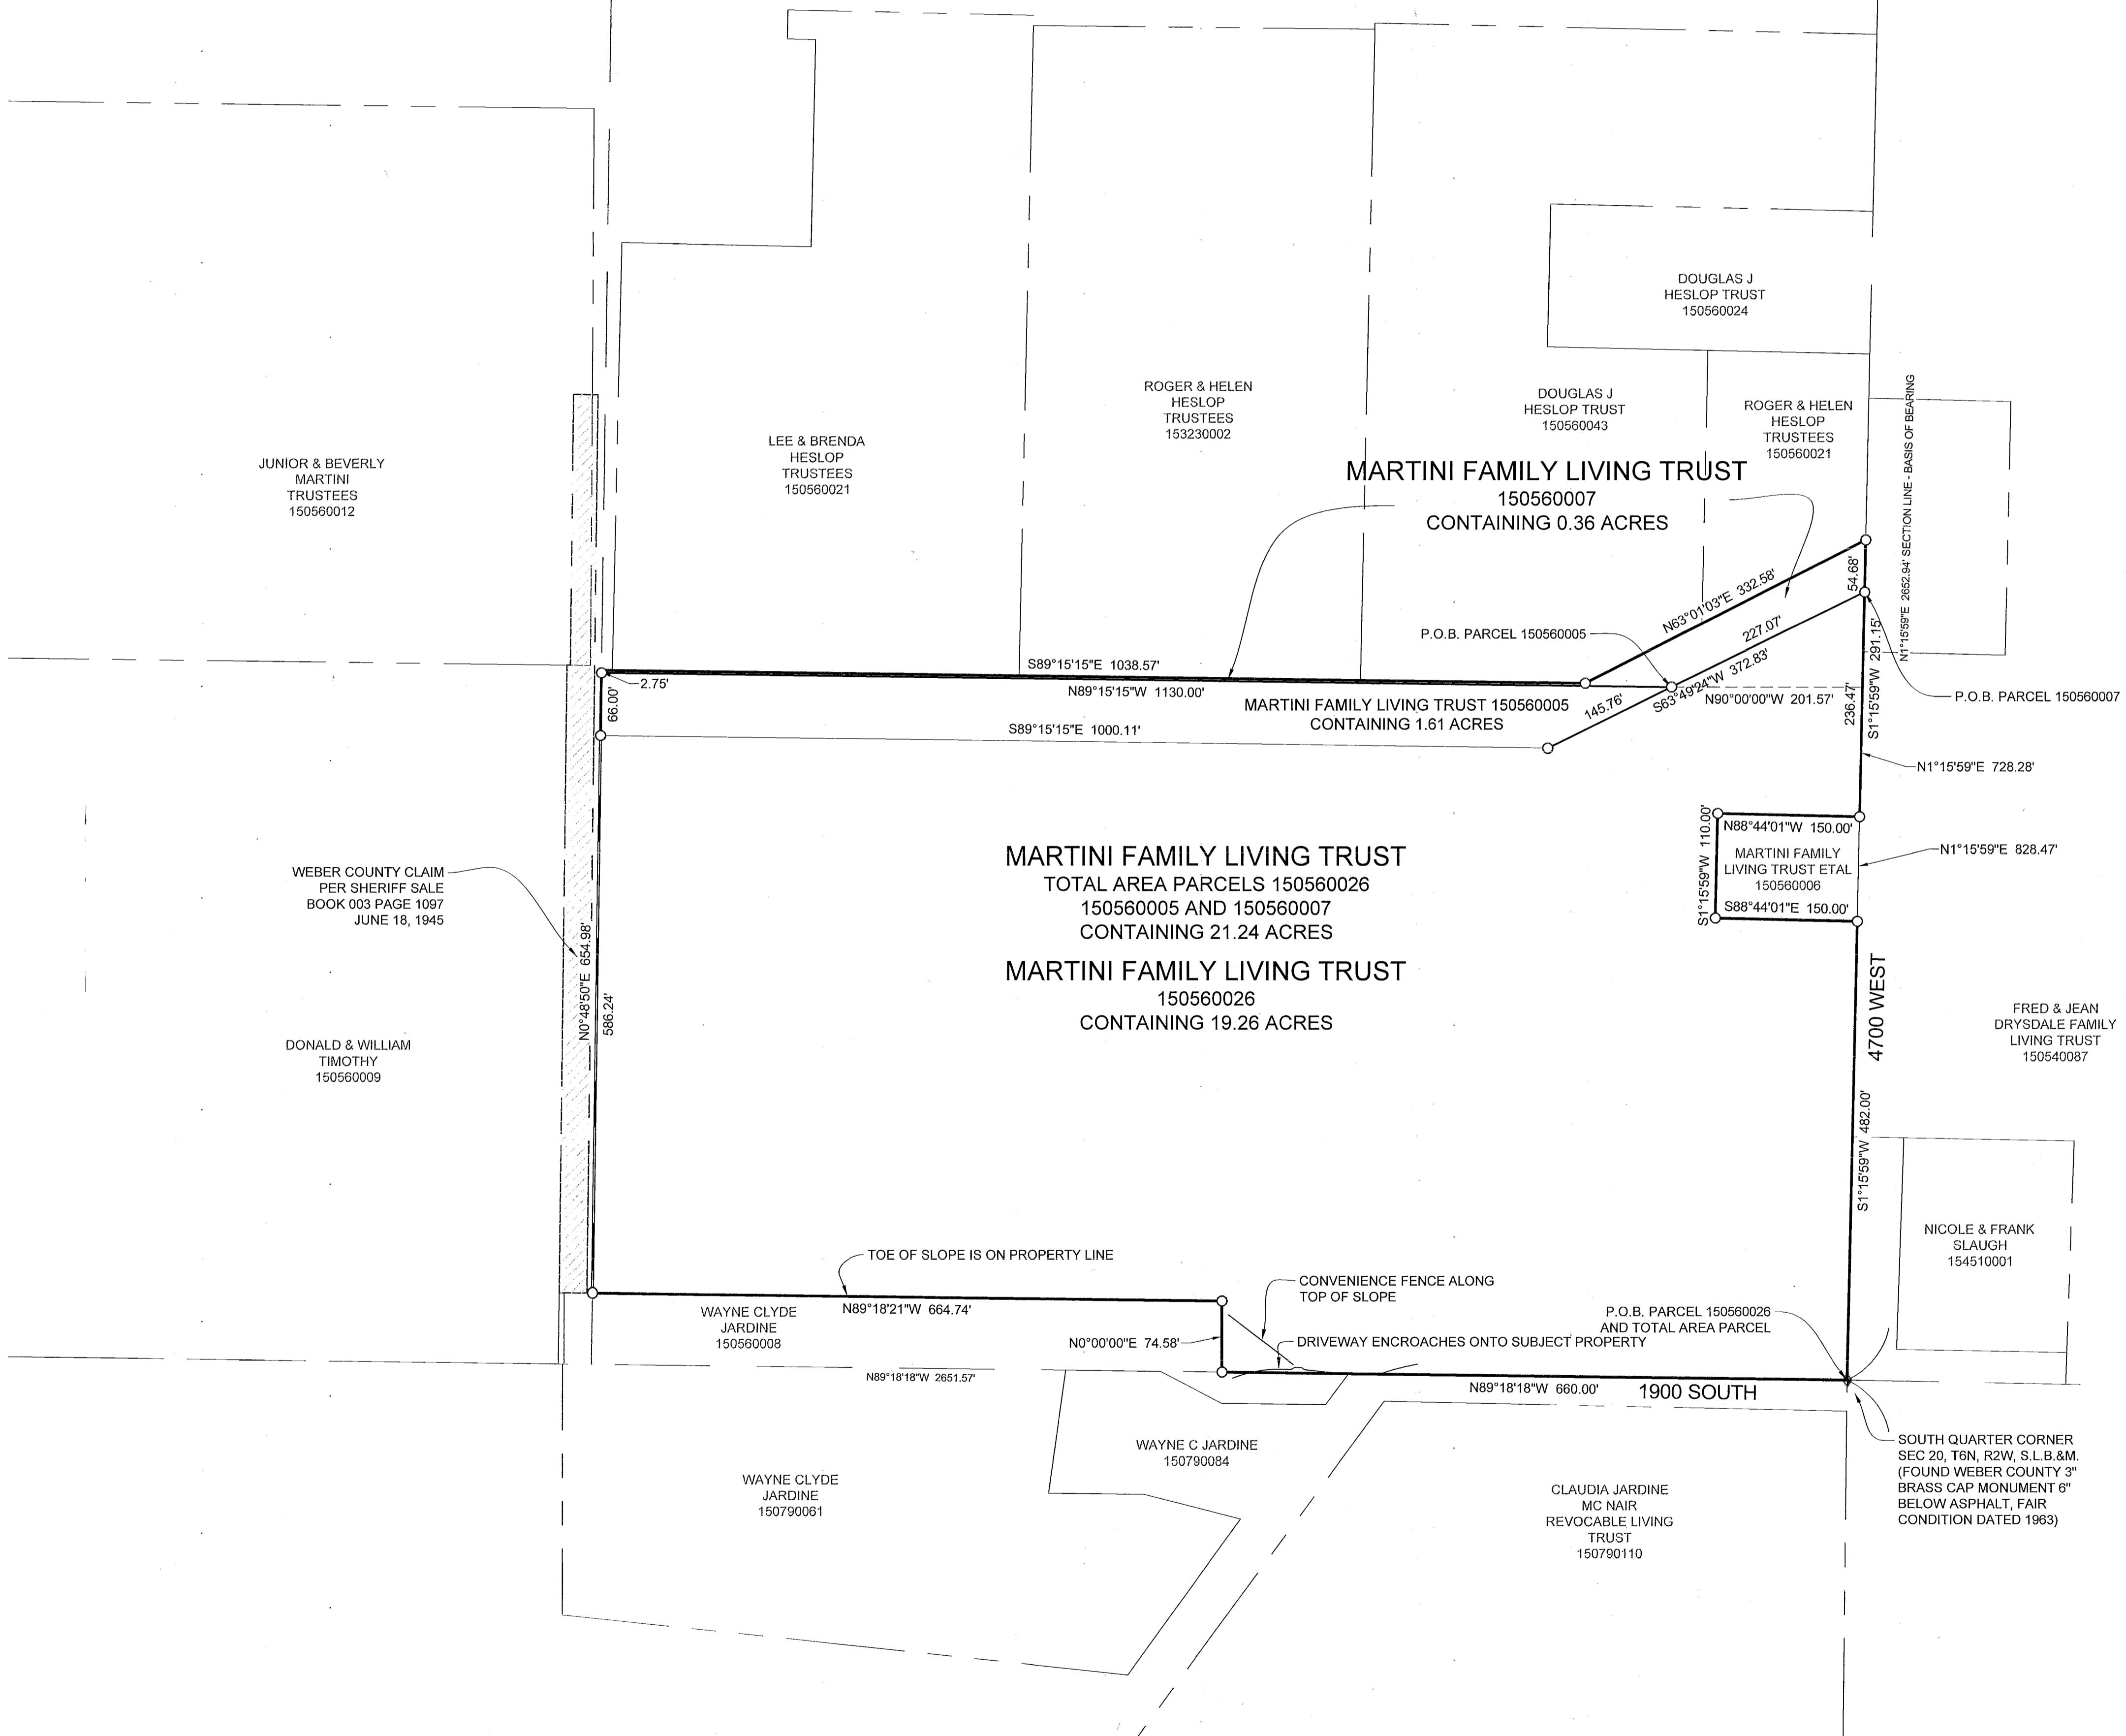 DOUGLAS J
HESLOP TRUST
150560024
ROGER & HELEN
HESLOP
TRUSTEES
153230002
DOUGLAS J
HESLOP TRUST
150560043
ROGER & HELEN
HESLOP
TRUSTEES
150560021
N1°15'59"E 2652.94' SECTION LINE - BASIS OF BEARING
JUNIOR & BEVERLY
MARTINI
TRUSTEES
150560012
LEE & BRENDA
HESLOP
TRUSTEES
150560021
MARTINI FAMILY LIVING TRUST
150560007
CONTAINING 0.36 ACRES
N63°01'03"E 332.58'
54.68'
P.O.B. PARCEL 150560005
227.07'
S63°49'24"W 372.83'
145.76'
S1°15'59"W 291.15'
236.47'
N90°00'00"W 201.57'
P.O.B. PARCEL 150560007
S89°15'15"E 1038.57'
2.75'
N89°15'15"W 1130.00'
66.00'
MARTINI FAMILY LIVING TRUST 150560005
CONTAINING 1.61 ACRES
S89°15'15"E 1000.11'
N1°15'59"E 728.28'
N88°44'01"W 150.00'
S1°15'59"W 110.00'
MARTINI FAMILY
LIVING TRUST ETAL
150560006
S88°44'01"E 150.00'
N1°15'59"E 828.47'
MARTINI FAMILY LIVING TRUST
TOTAL AREA PARCELS 150560026
150560005 AND 150560007
CONTAINING 21.24 ACRES
MARTINI FAMILY LIVING TRUST
150560026
CONTAINING 19.26 ACRES
WEBER COUNTY CLAIM
PER SHERIFF SALE
BOOK 003 PAGE 1097
JUNE 18, 1945
N0°48'50"E 654.98'
586.24'
DONALD & WILLIAM
TIMOTHY
150560009
4700 WEST
FRED & JEAN
DRYSDALE FAMILY
LIVING TRUST
150540087
S1°15'59"W 482.00'
NICOLE & FRANK
SLAUGH
154510001
TOE OF SLOPE IS ON PROPERTY LINE
CONVENIENCE FENCE ALONG
TOP OF SLOPE
WAYNE CLYDE
JARDINE
150560008
N89°18'21"W 664.74'
N0°00'00"E 74.58'
DRIVEWAY ENCROACHES ONTO SUBJECT PROPERTY
P.O.B. PARCEL 150560026
AND TOTAL AREA PARCEL
N89°18'18"W 2651.57'
N89°18'18"W 660.00'
1900 SOUTH
SOUTH QUARTER CORNER
SEC 20, T6N, R2W, S.L.B.&M.
(FOUND WEBER COUNTY 3"
BRASS CAP MONUMENT 6"
BELOW ASPHALT, FAIR
CONDITION DATED 1963)
WAYNE C JARDINE
150790084
WAYNE CLYDE
JARDINE
150790061
CLAUDIA JARDINE
MC NAIR
REVOCABLE LIVING
TRUST
150790110